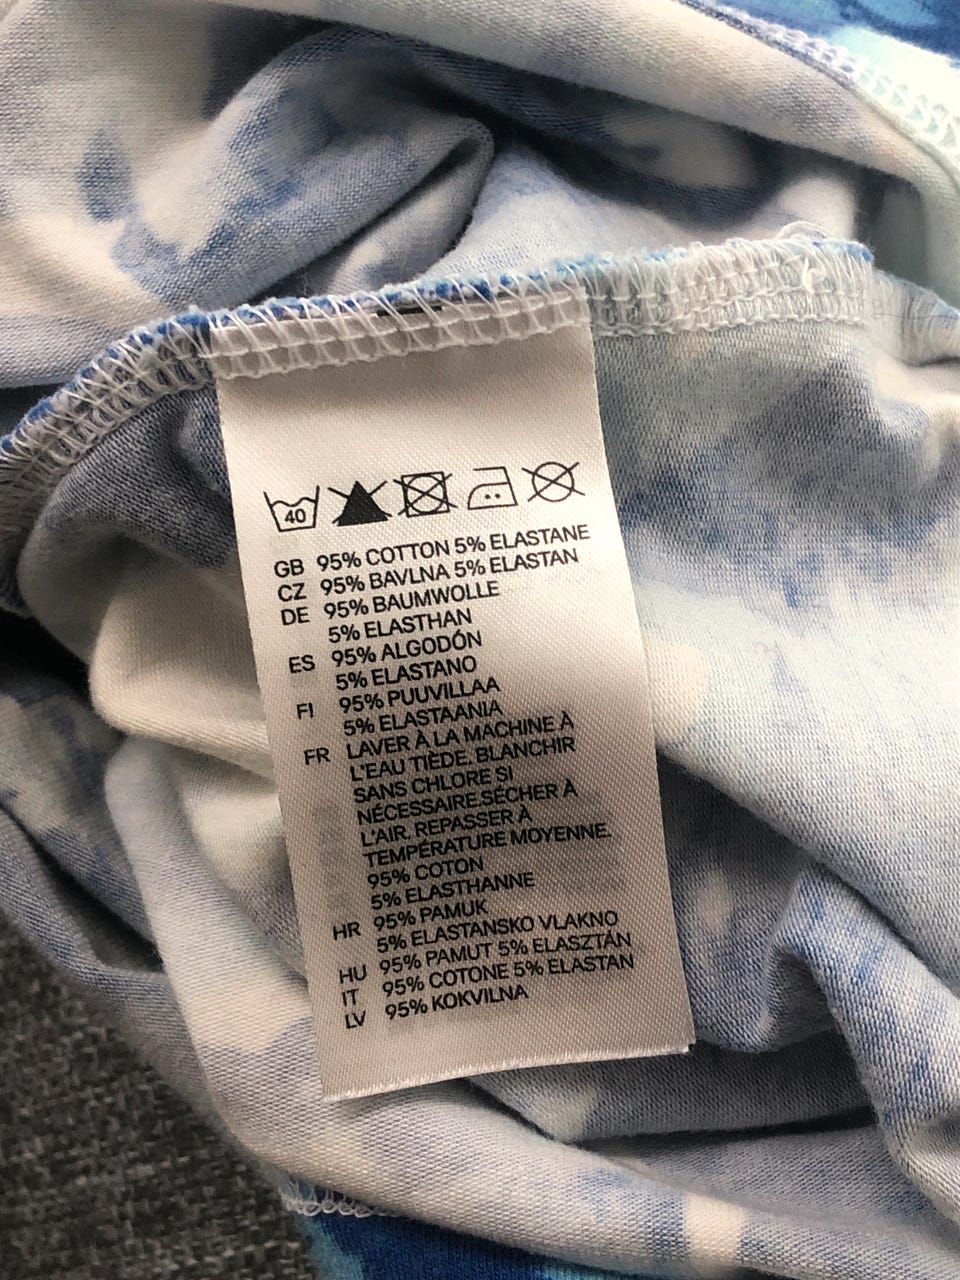 40
GB 95% COTTON 5% ELASTANE
CZ 95% BAVLNA 5% ELASTAN
DE 95% BAUMWOLLE
5% ELASTHAN
ES 95% ALGODÓN
5% ELASTANO
FI 95% PUUVILLAA
5% ELASTAANIA
FR LAVER À LA MACHINE À
L'EAU TIÈDE. BLANCHIR
SANS CHLORE SI
NÉCESSAIRE.SÉCHER À
L'AIR. REPASSER À
TEMPÉRATURE MOYENNE.
95% COTON
5% ELASTHANNE
HR 95% PAMUK
5% ELASTANSKO VLAKNO
HU 95% PAMUT 5% ELASZTÁN
IT 95% COTONE 5% ELASTAN
LV 95% KOKVILNA